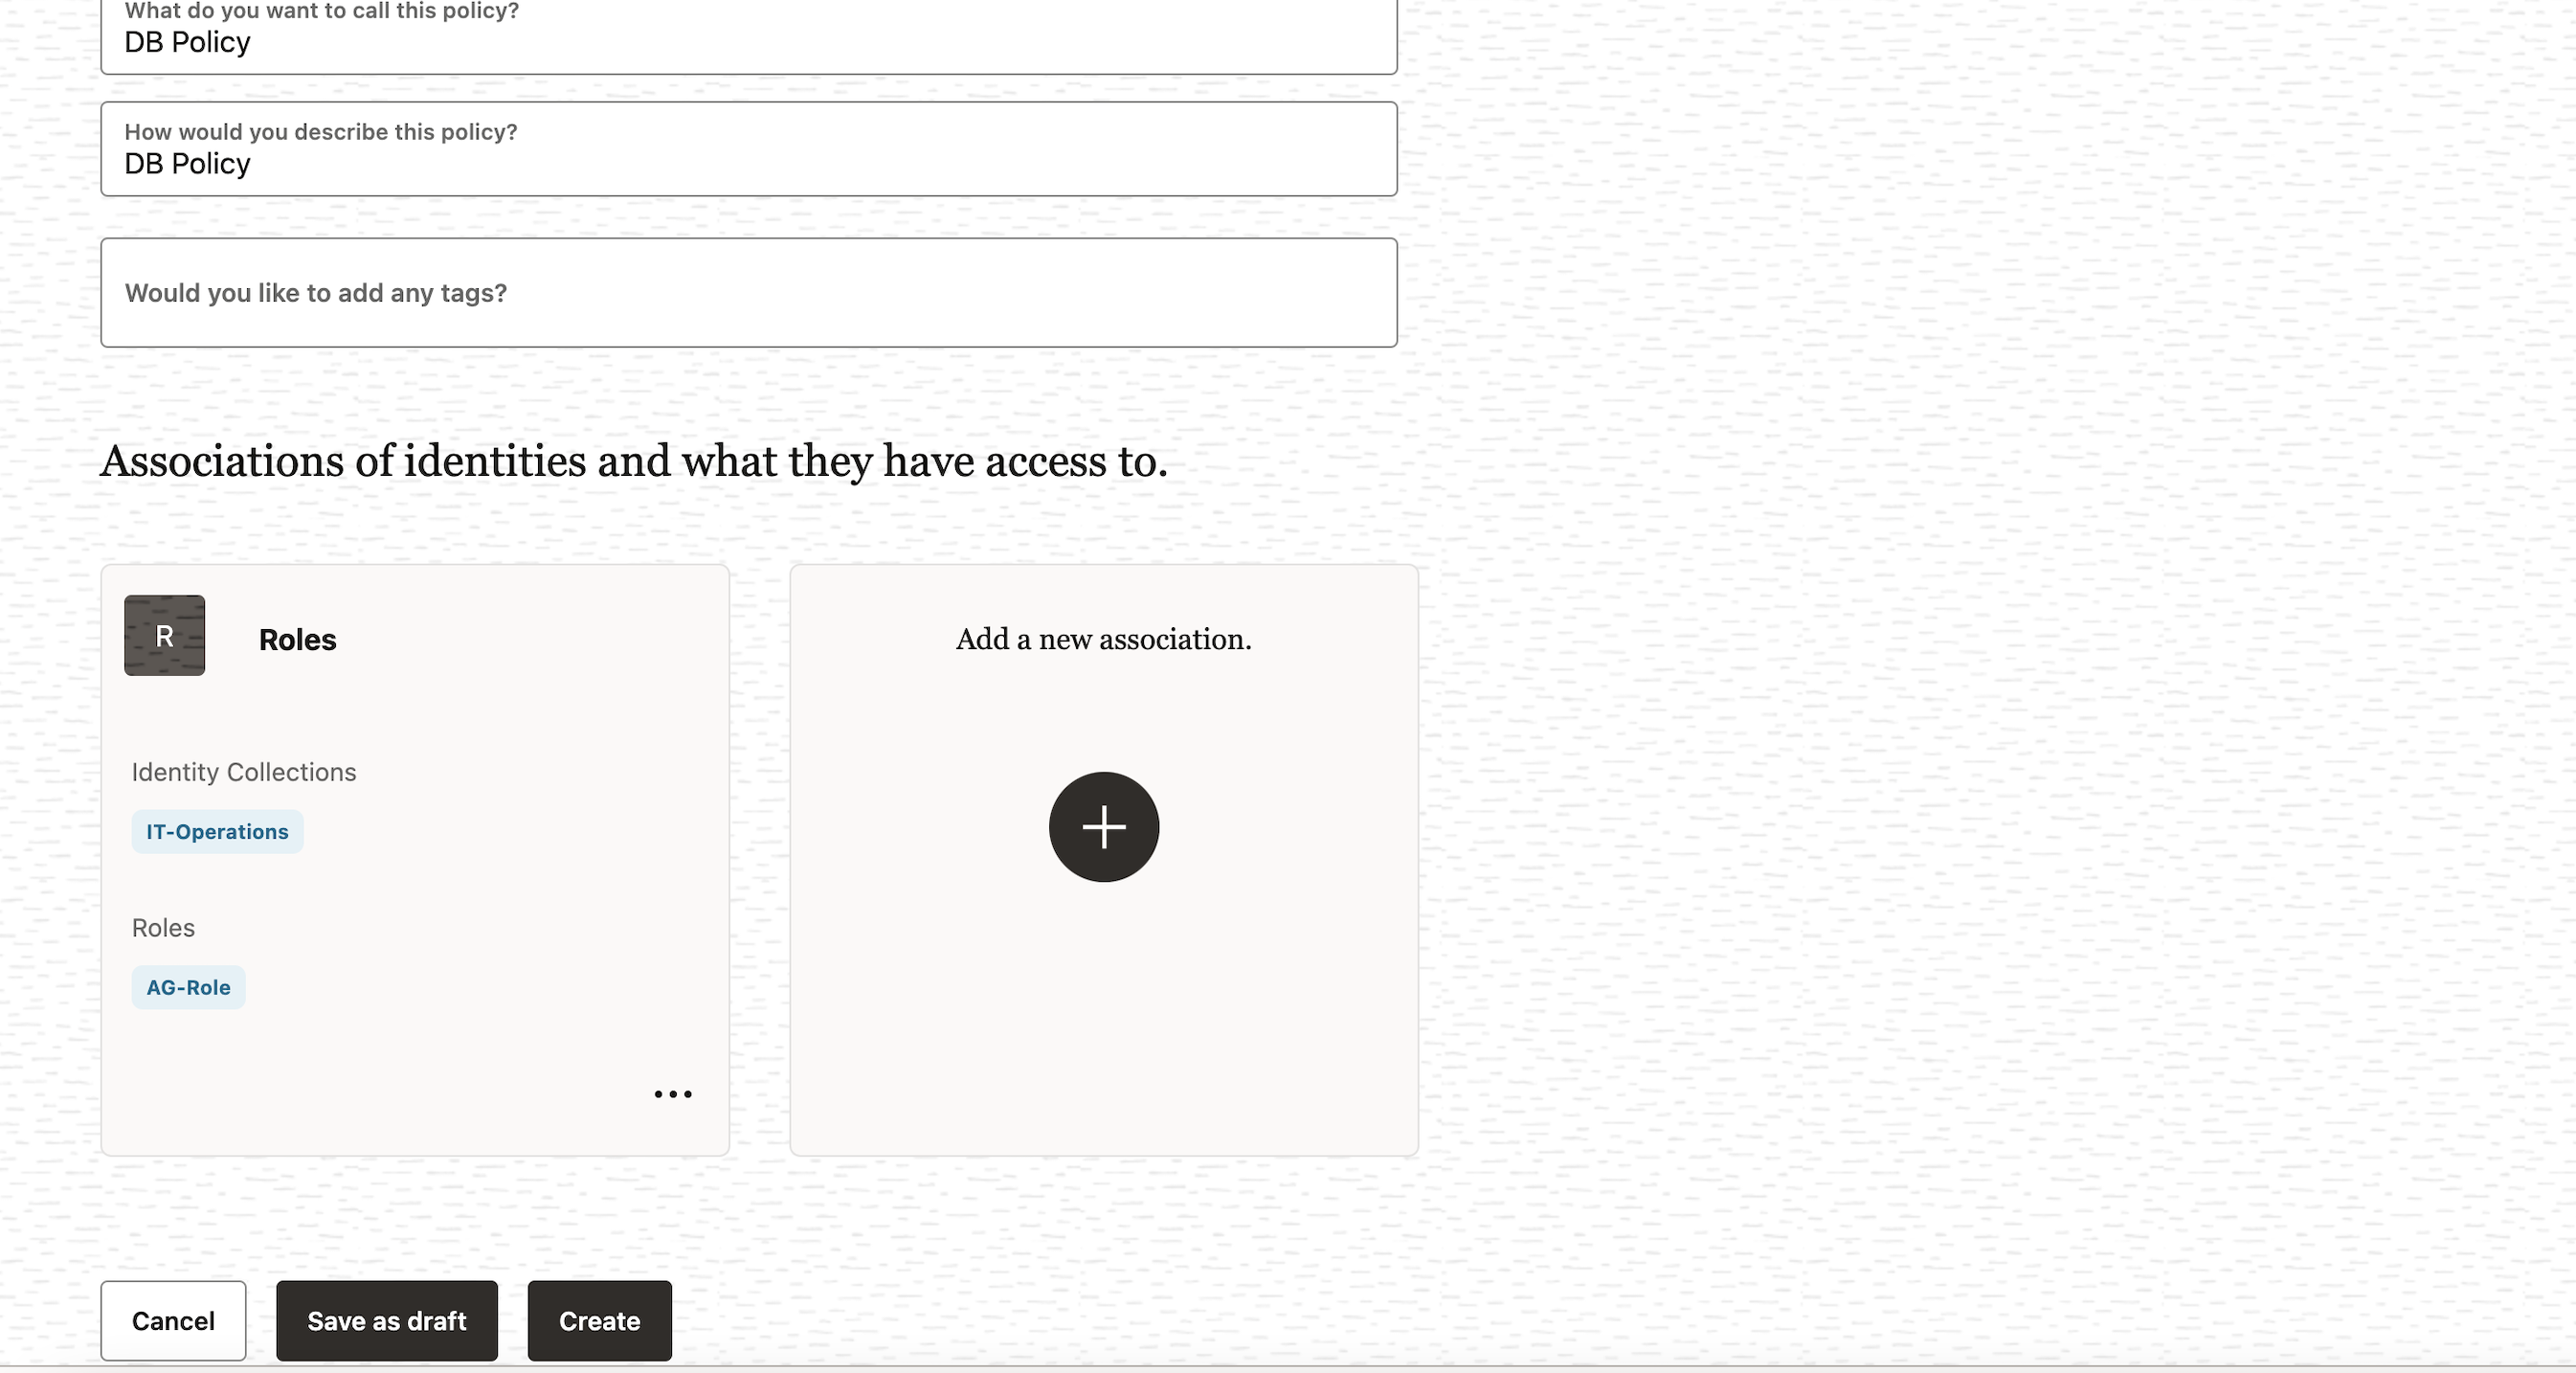 What do you want to call this policy?
DB Policy
How would you describe this policy?
DB Policy
Would you like to add any tags?
Associations of identities and what they have access to.
R
Roles
Identity Collections
IT-Operations
Roles
AG-Role
Add a new association.
Cancel
Save as draft
Create